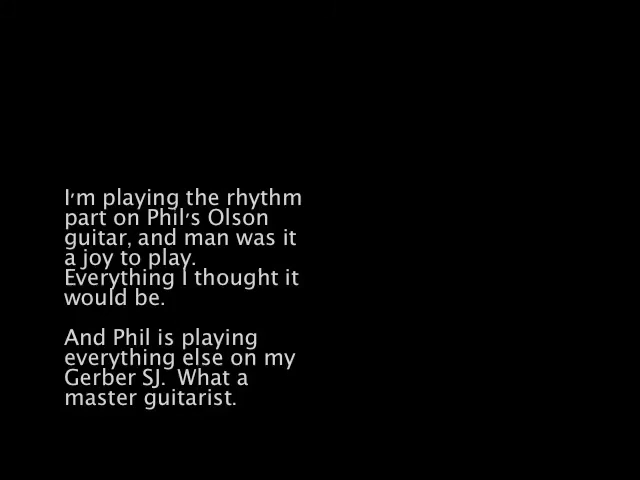 I'm playing the rhythm
part on Phil's Olson
guitar, and man was it
a joy to play.
Everything I thought it
would be.
And Phil is playing
everything else on my
Gerber SJ.  What a
master guitarist.